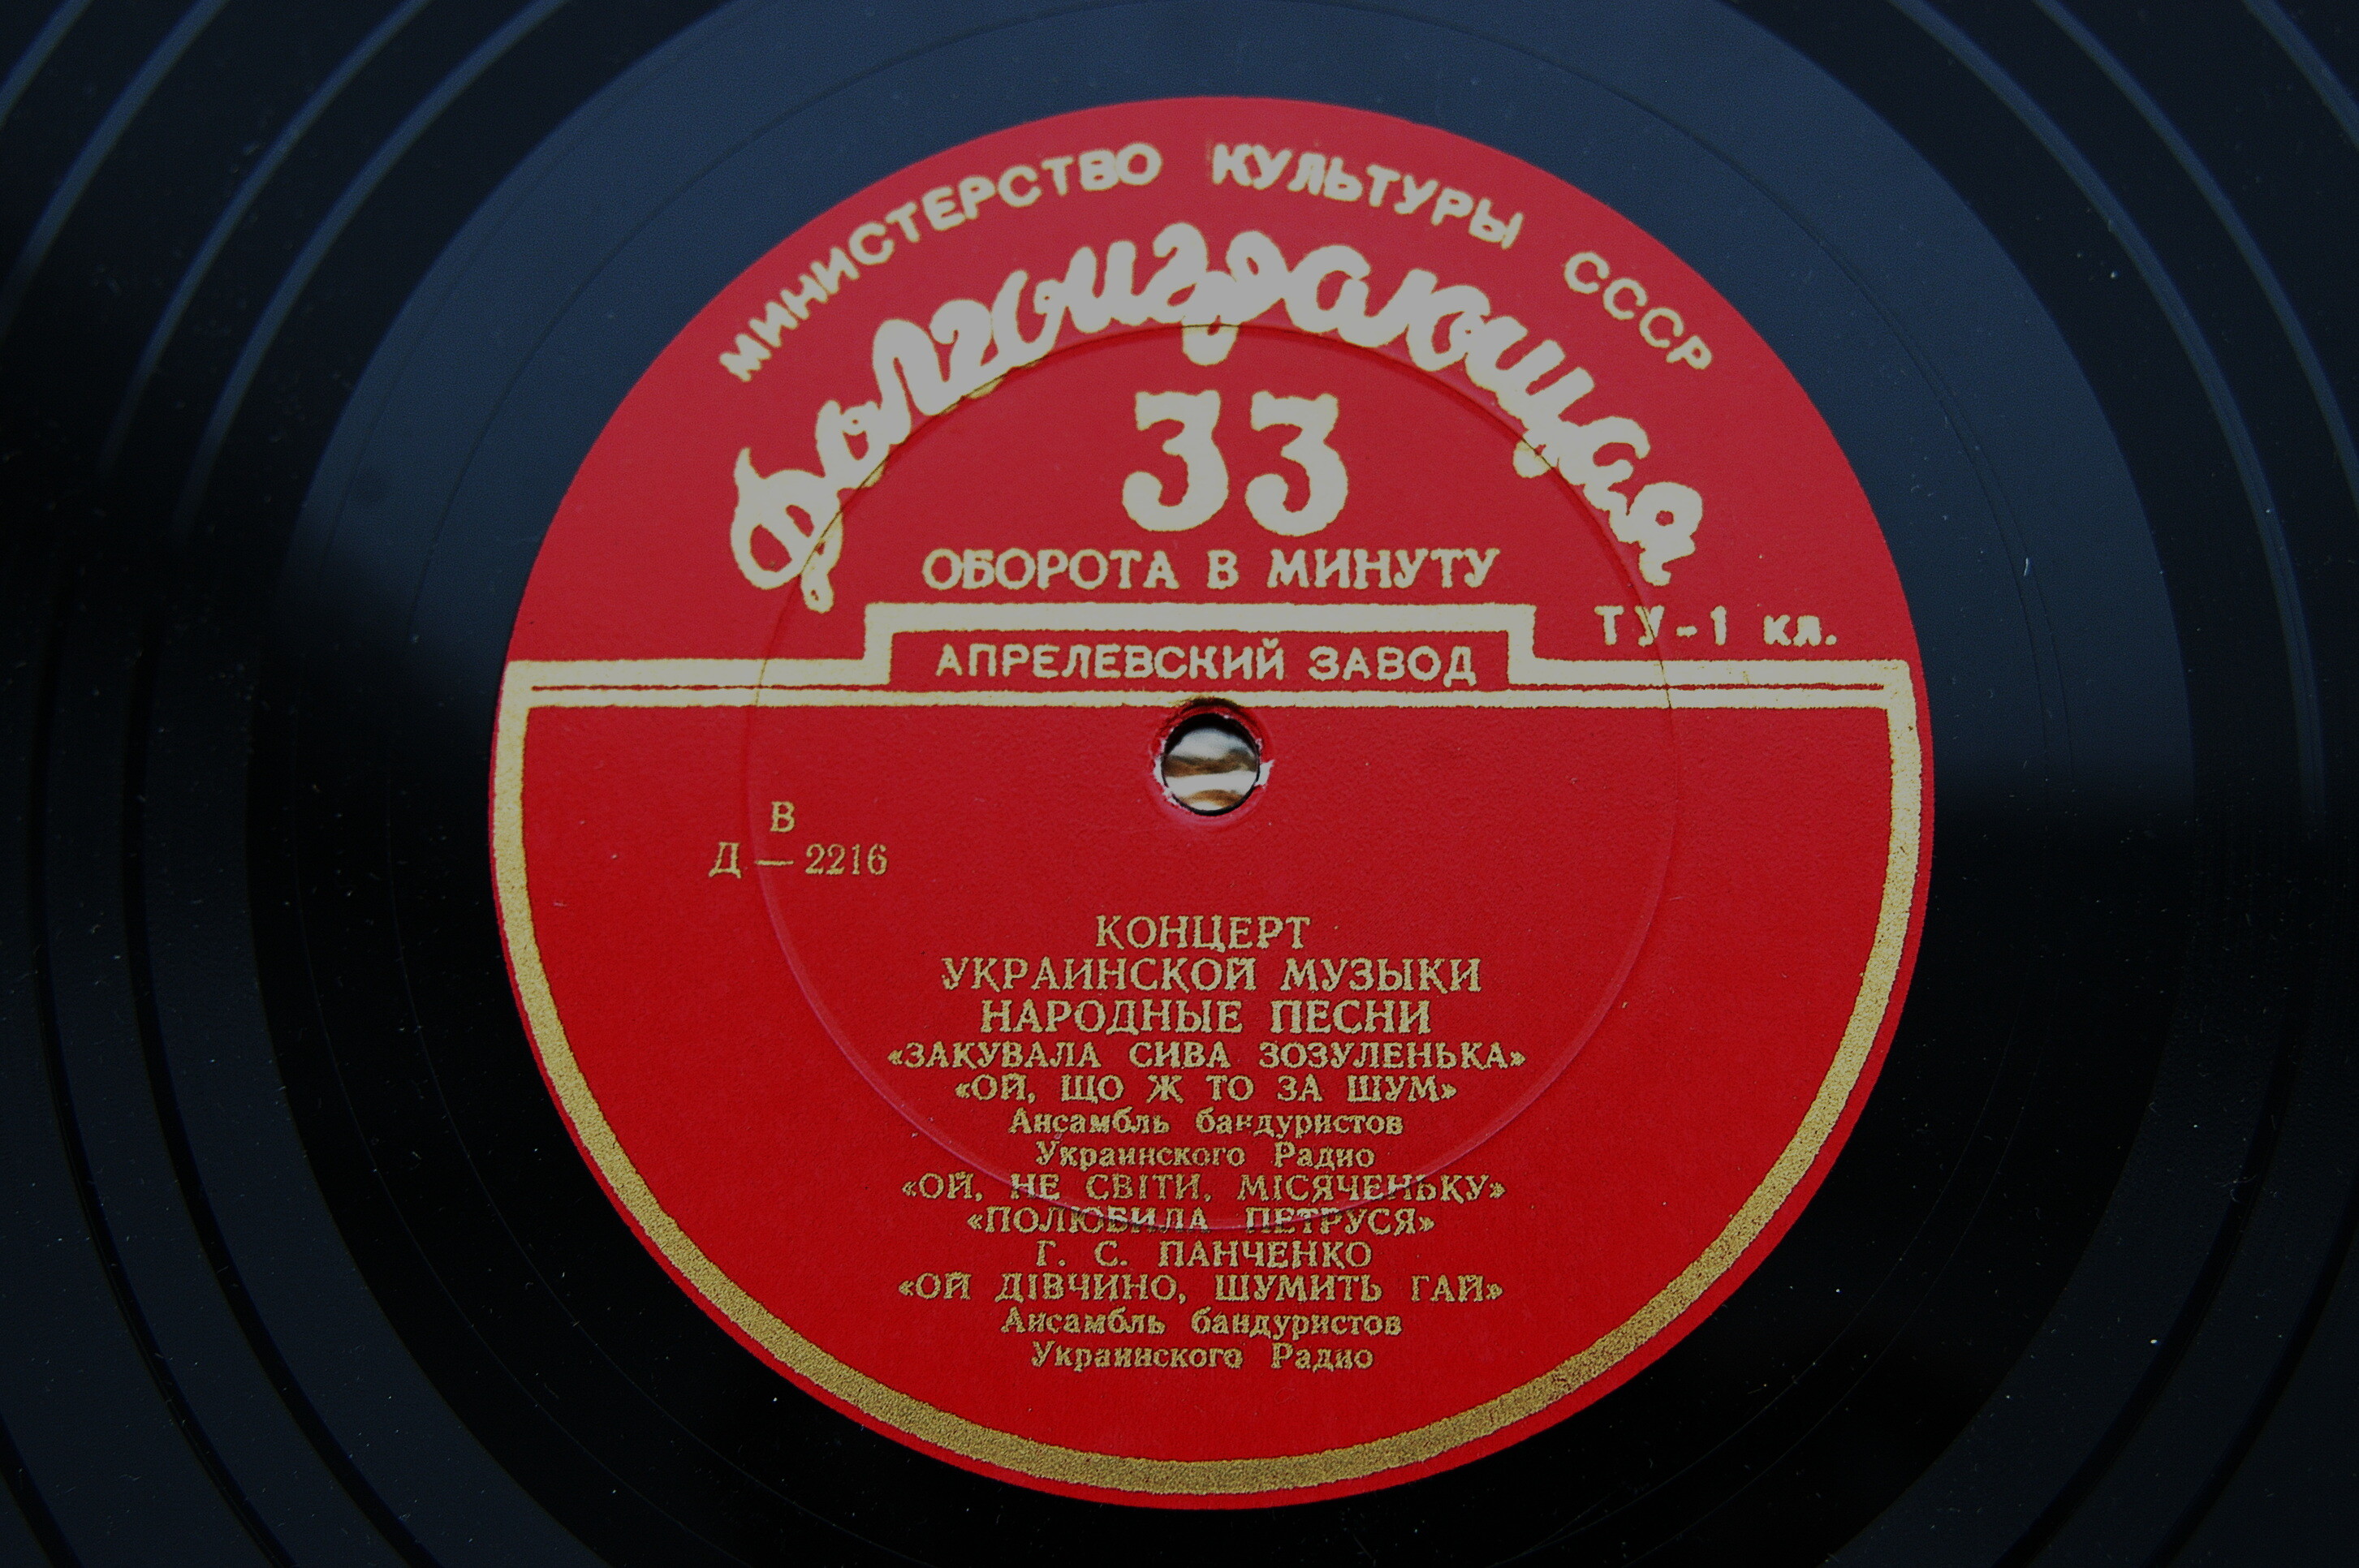 МИНИСТЕРСТВО КУЛЬТУРЫ СССР
Долгоиграющая
33
ОБОРОТА В МИНУТУ
ТУ-1 кл.
АПРЕЛЕВСКИЙ ЗАВОД
В
Д — 2216
КОНЦЕРТ
УКРАИНСКОЙ МУЗЫКИ
НАРОДНЫЕ ПЕСНИ
«ЗАКУВАЛА СИВА ЗОЗУЛЕНЬКА»
«ОЙ, ЩО Ж ТО ЗА ШУМ»
Ансамбль бандуристов
Украинского Радио
«ОЙ, НЕ СВІТИ, МІСЯЧЕНЬКУ»
«ПОЛЮБИЛА ПЕТРУСЯ»
Г. С. ПАНЧЕНКО
«ОЙ ДІВЧИНО, ШУМИТЬ ГАЙ»
Ансамбль бандуристов
Украинского Радио